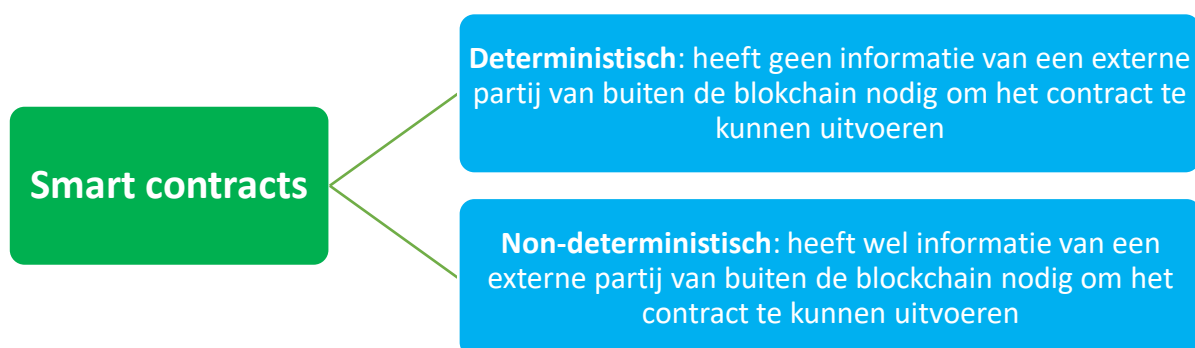 Smart contracts
Deterministisch: heeft geen informatie van een externe
partij van buiten de blokchain nodig om het contract te
kunnen uitvoeren
Non-deterministisch: heeft wel informatie van een
externe partij van buiten de blockchain nodig om het
contract te kunnen uitvoeren